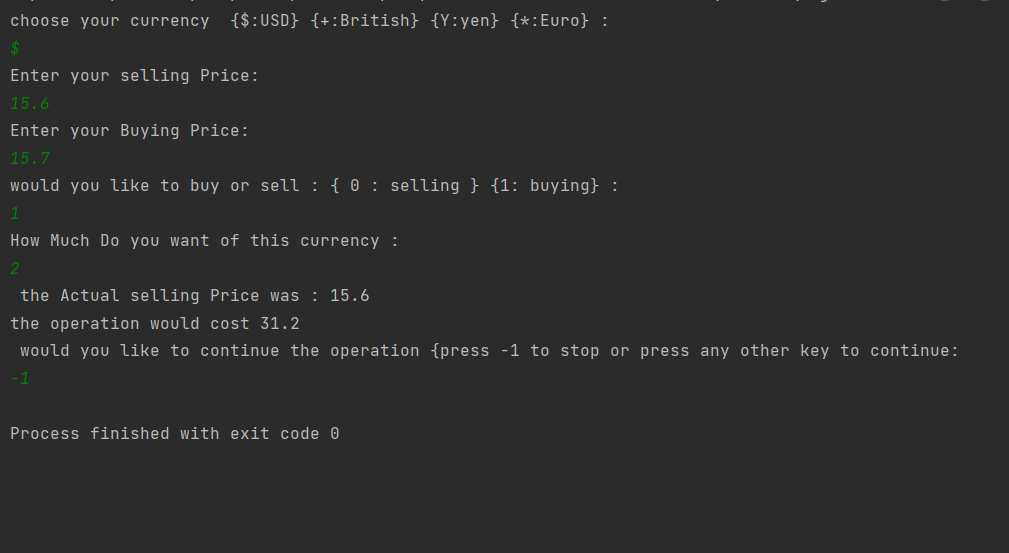 choose your currency  {$:USD} {+:British} {Y:yen} {*:Euro} :
$
Enter your selling Price:
15.6
Enter your Buying Price:
15.7
would you like to buy or sell : { 0 : selling } {1: buying} :
1
How Much Do you want of this currency :
2
 the Actual selling Price was : 15.6
the operation would cost 31.2
 would you like to continue the operation {press -1 to stop or press any other key to continue:
-1
Process finished with exit code 0